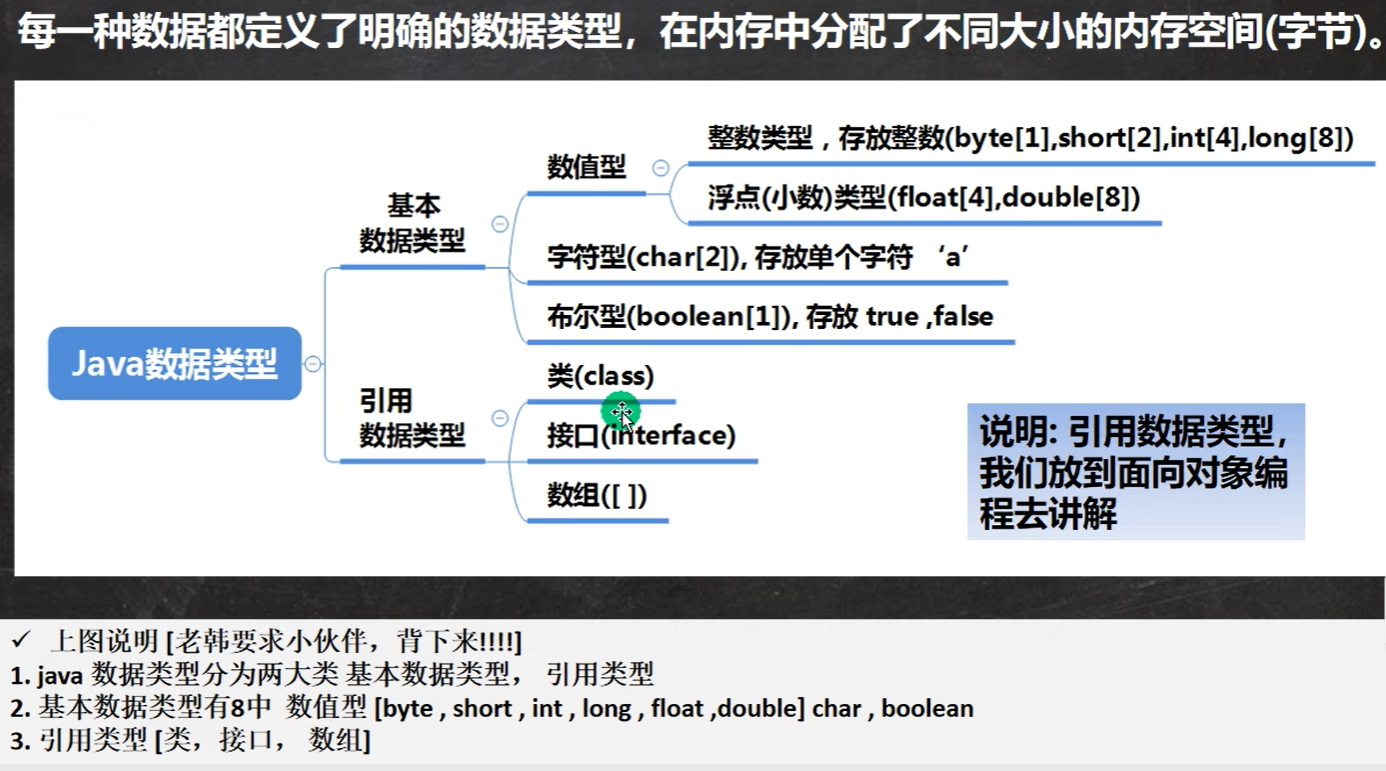 每一种数据都定义了明确的数据类型，在内存中分配了不同大小的内存空间(字节)。
整数类型，存放整数(byte[1],short[2],int[4],long[8])
数值型
浮点(小数)类型(float[4],double[8])
基本
数据类型
字符型(char[2]), 存放单个字符 ‘a’
布尔型(boolean[1]), 存放 true ,false
Java数据类型
类(class)
引用
数据类型
接口(interface)
数组([ ])
说明: 引用数据类型，
我们放到面向对象编
程去讲解
✓ 上图说明 [老韩要求小伙伴，背下来!!!!]
1. java 数据类型分为两大类 基本数据类型， 引用类型
2. 基本数据类型有8中 数值型 [byte , short , int , long , float ,double] char , boolean
3. 引用类型 [类，接口， 数组]